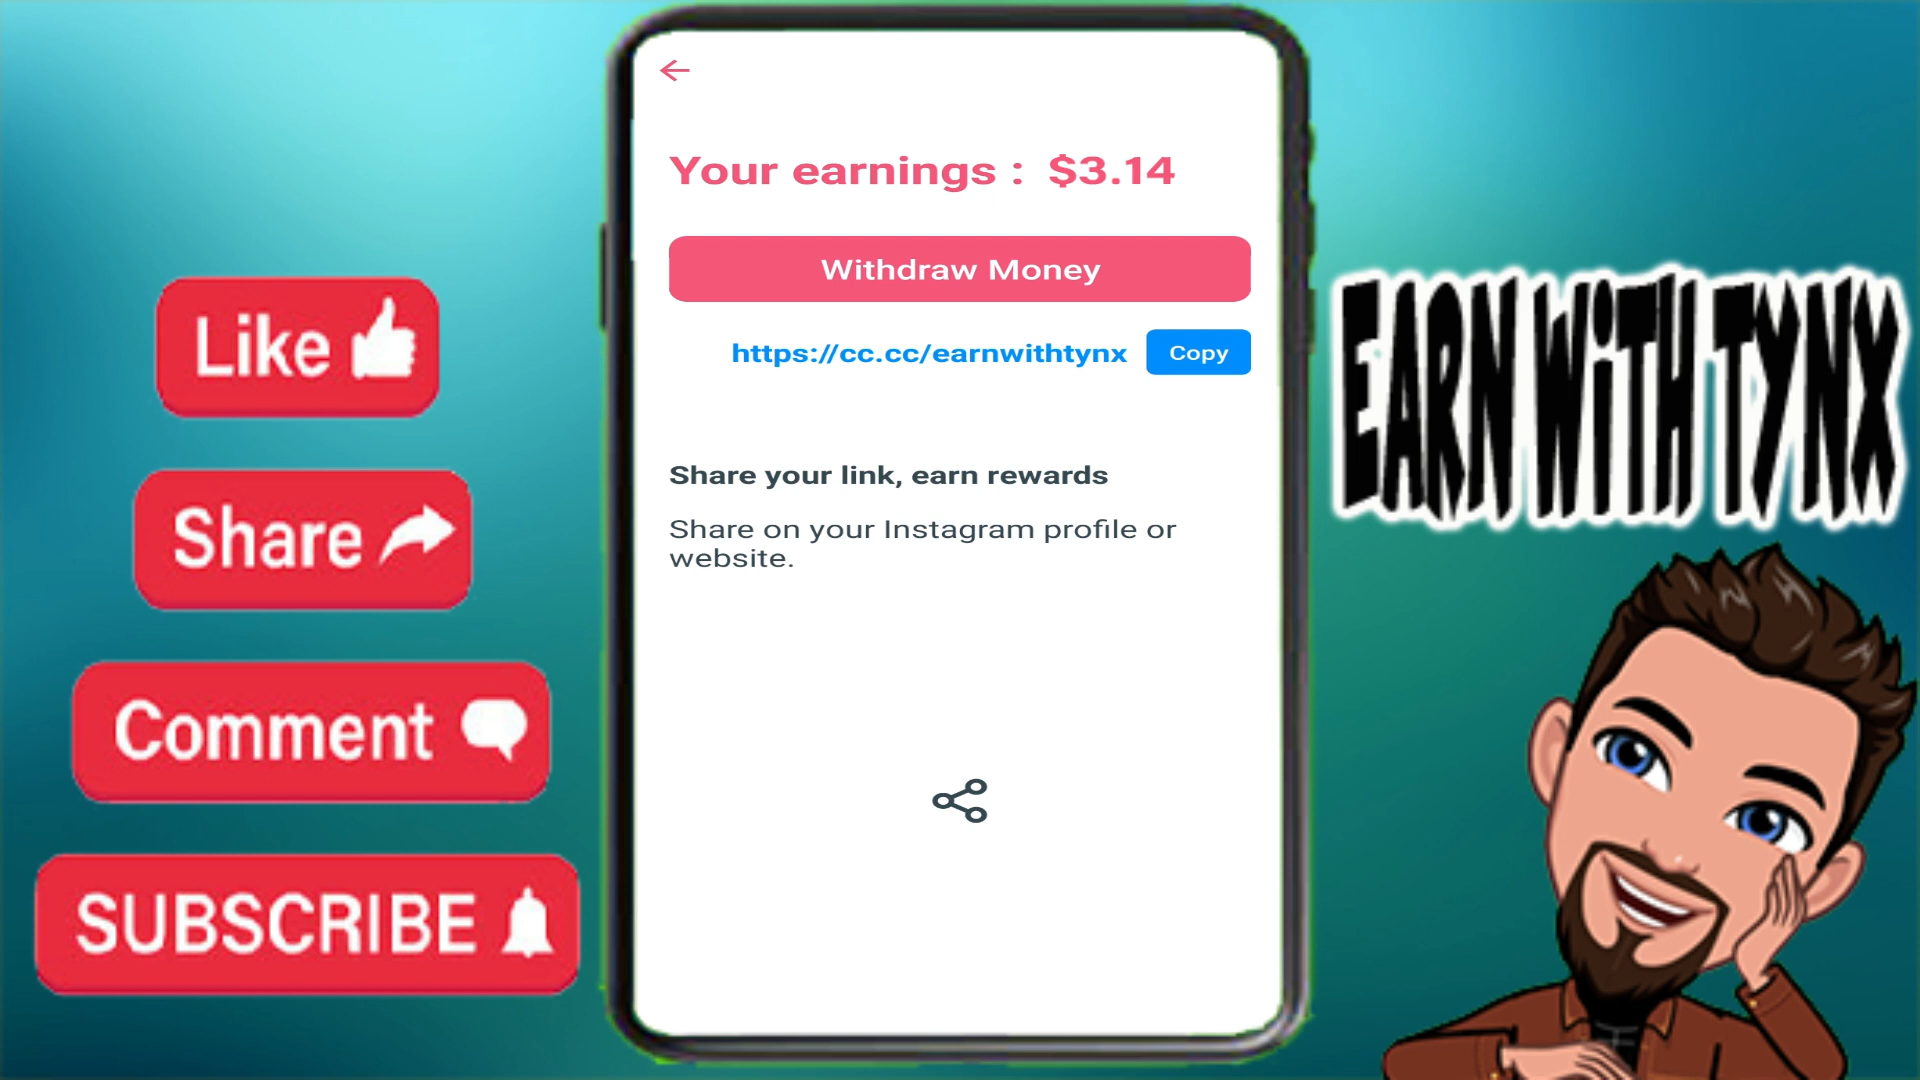 Your earnings : $3.14
Withdraw Money
https://cc.cc/earnwithtynx Copy
Share your link, earn rewards
Share on your Instagram profile or
website.
Like
Share
Comment
SUBSCRIBE
EARN WiTH TYNX